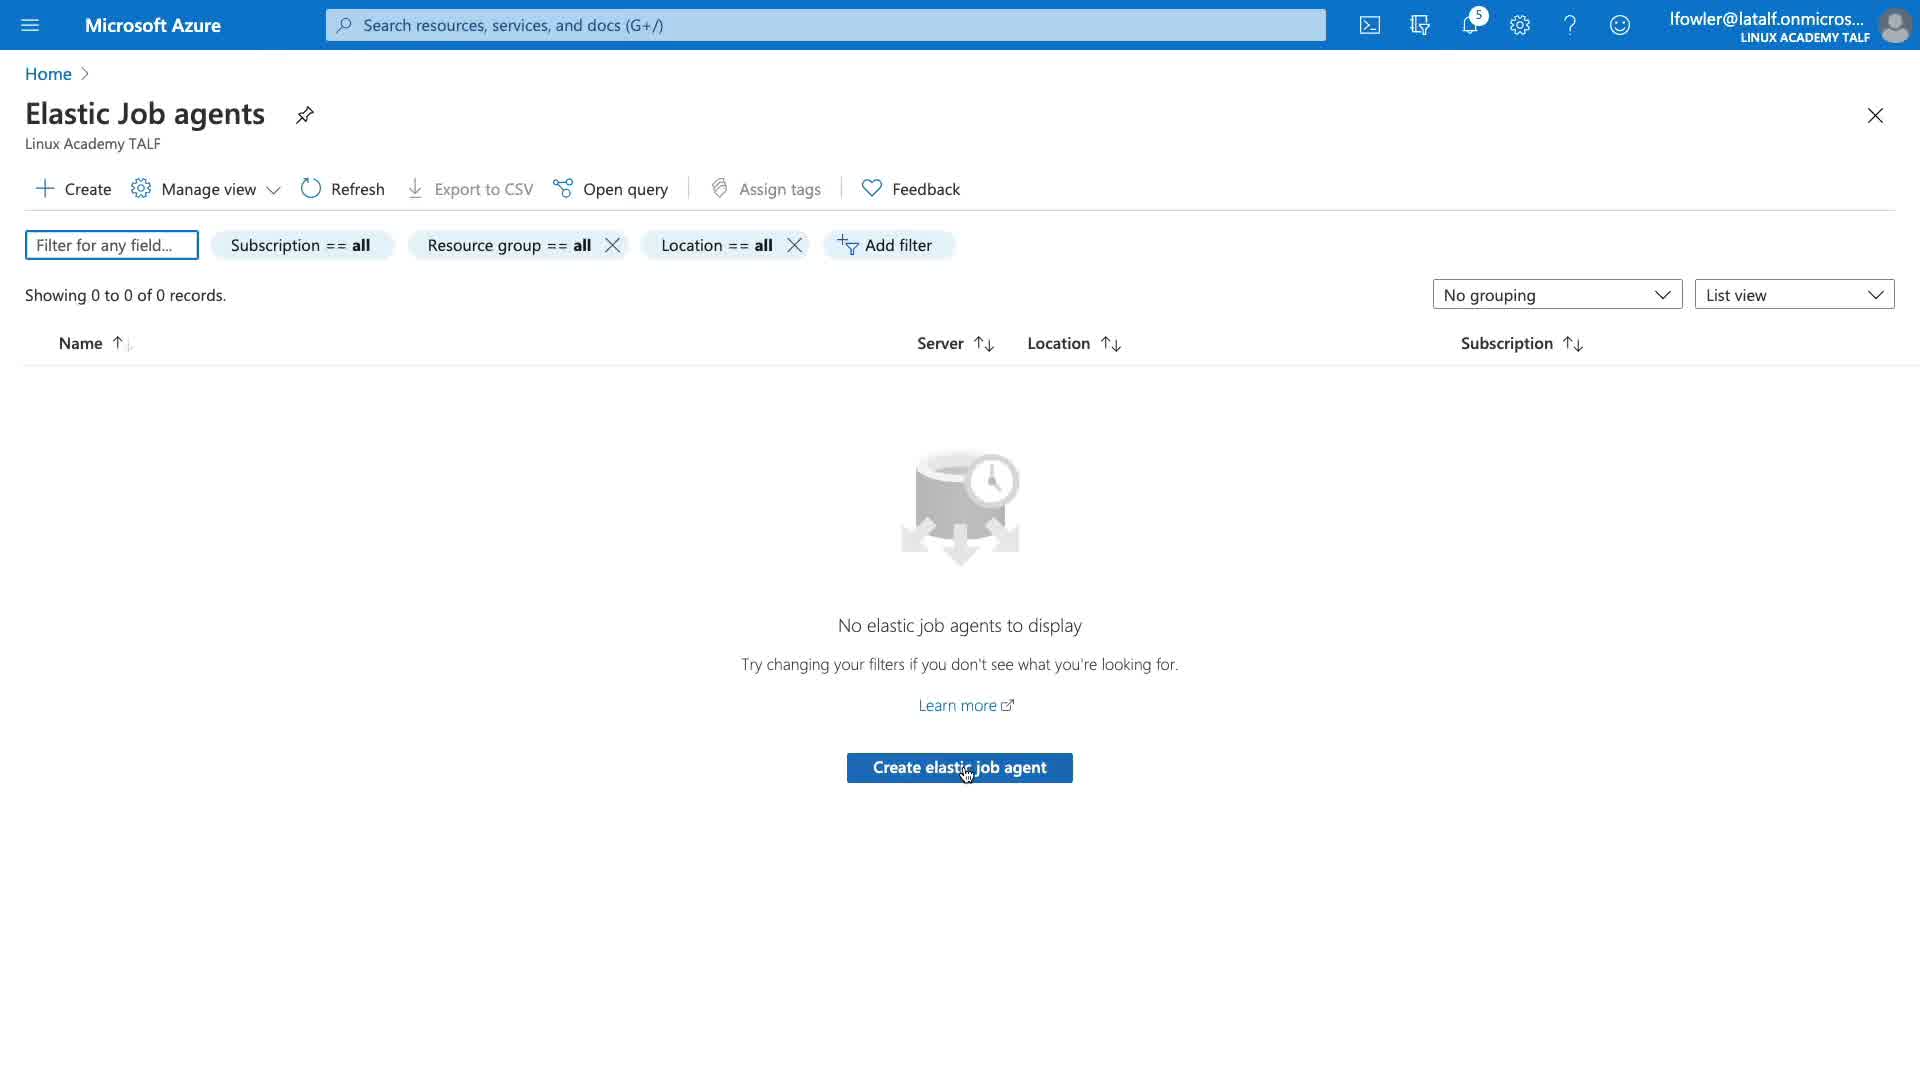 Microsoft Azure
Search resources, services, and docs (G+/)
5
lfowler@latalf.onmicros...
LINUX ACADEMY TALF
Home
Elastic Job agents
Linux Academy TALF
Create
Manage view
Refresh
Export to CSV
Open query
Assign tags
Feedback
Filter for any field...
Subscription == all
Resource group == all
Location == all
Add filter
Showing 0 to 0 of 0 records.
No grouping
List view
Name
Server
Location
Subscription
No elastic job agents to display
Try changing your filters if you don't see what you're looking for.
Learn more
Create elastic job agent